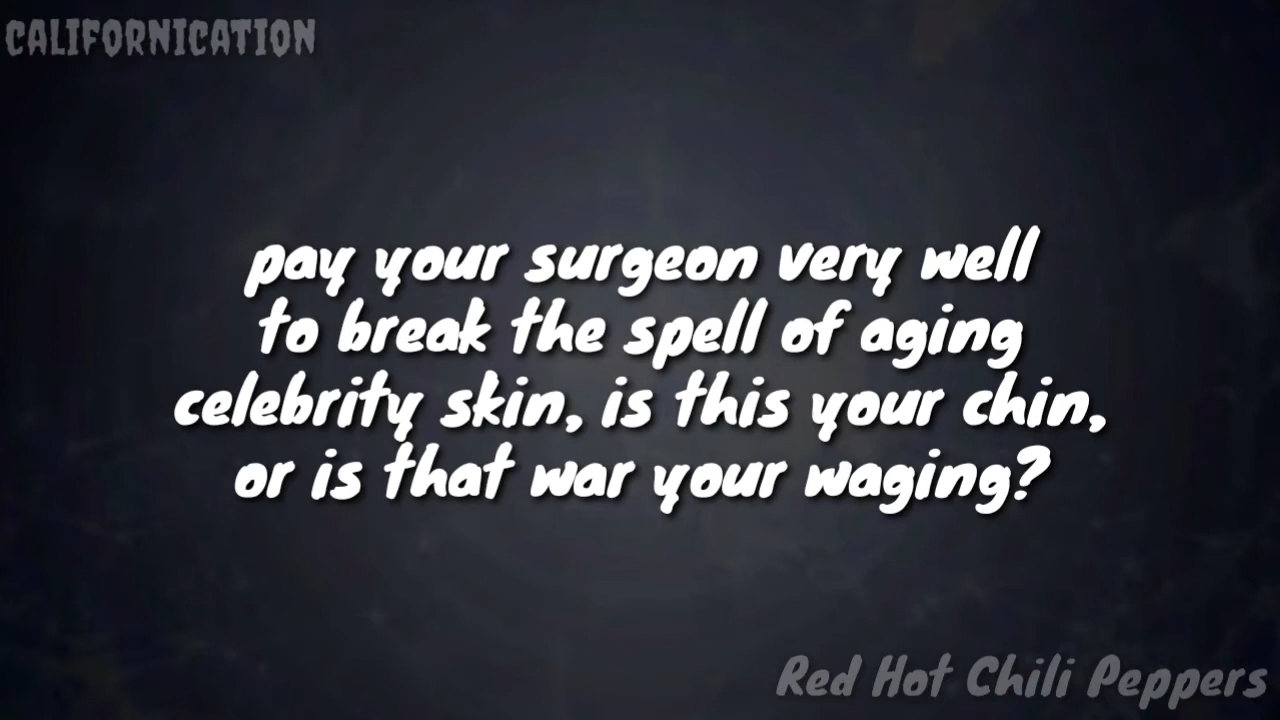 CALIFORNICATION
pay your surgeon very well
to break the spell of aging
celebrity skin, is this your chin,
or is that war your waging?
Red Hot Chili Peppers